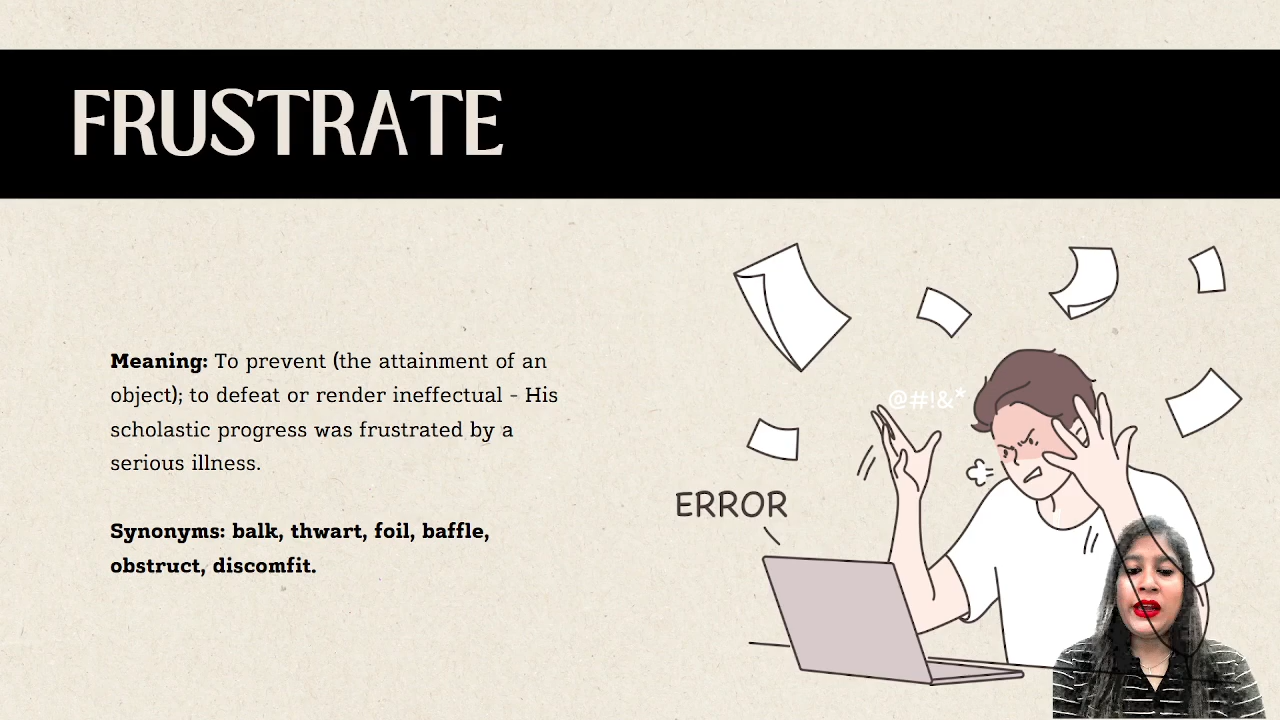 FRUSTRATE
Meaning: To prevent (the attainment of an
object); to defeat or render ineffectual - His
scholastic progress was frustrated by a
serious illness.
Synonyms: balk, thwart, foil, baffle,
obstruct, discomfit.
@#!&*
ERROR